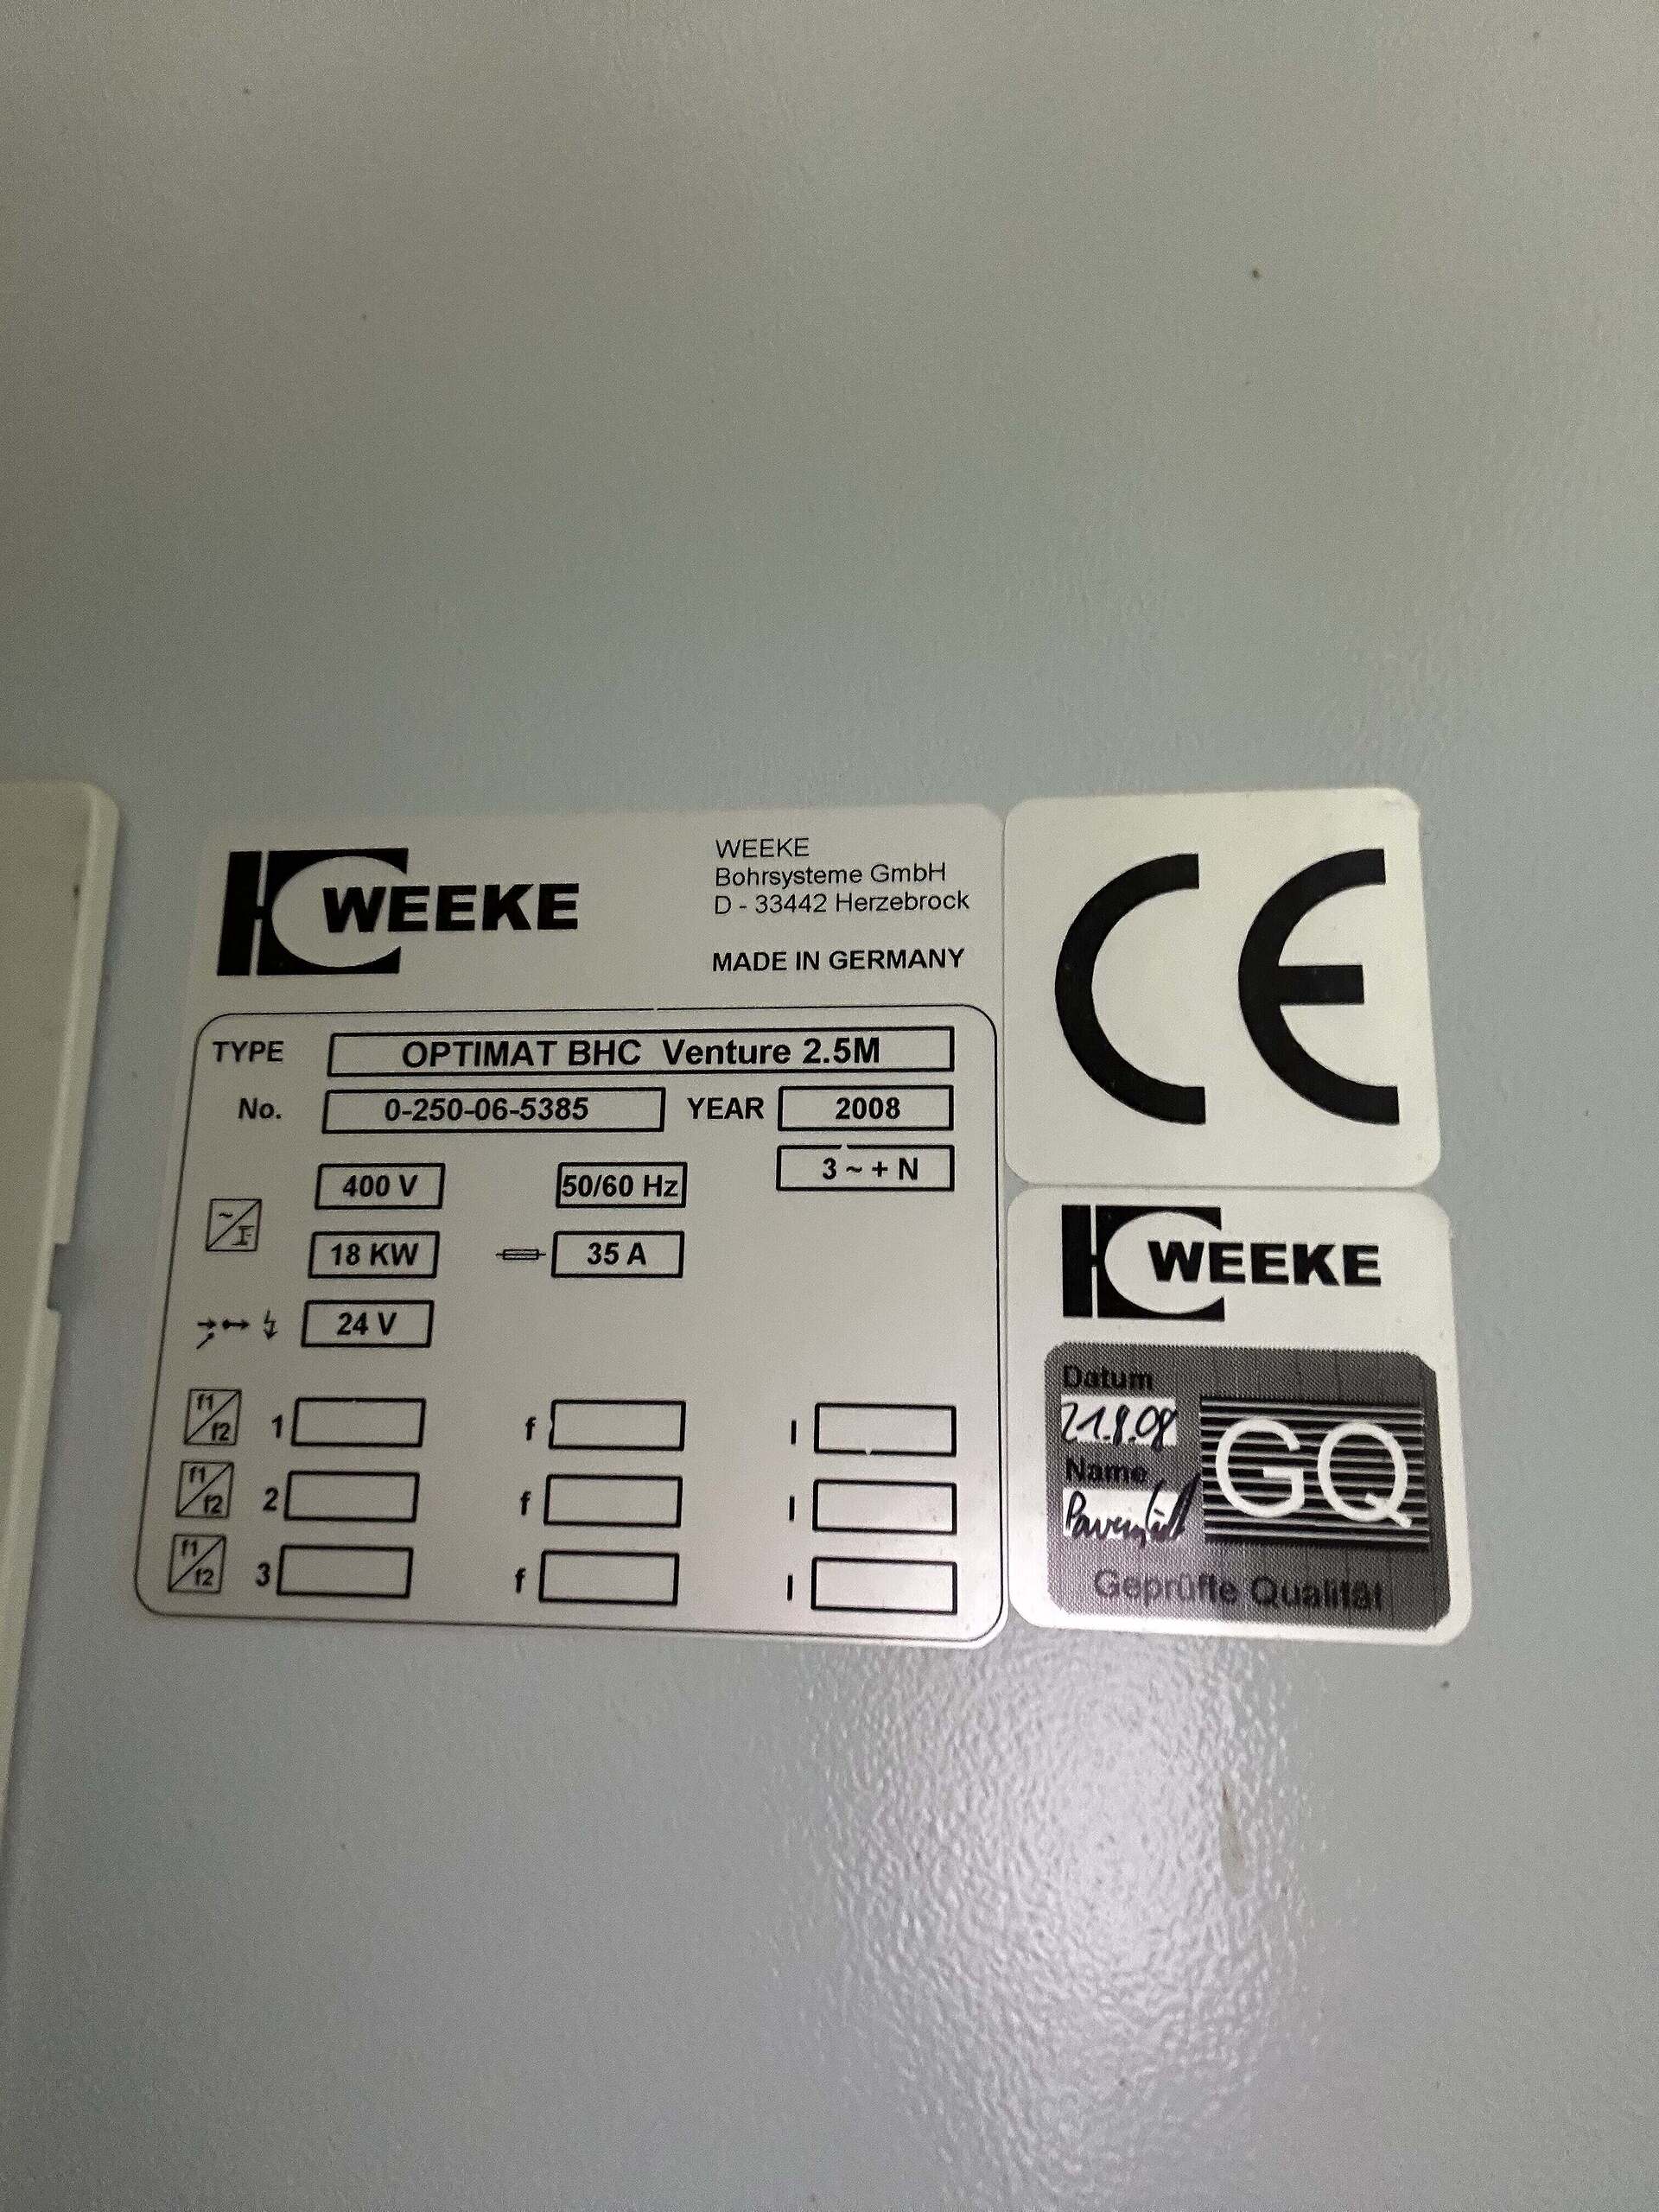 WEEKE
WEEKE
Bohrsysteme GmbH
D - 33442 Herzebrock
MADE IN GERMANY
TYPE OPTIMAT BHC Venture 2.5M
No. 0-250-06-5385 YEAR 2008
3 ~ + N
400 V 50/60 Hz
18 KW 35 A
24 V
f1 f2 1 f I
f1 f2 2 f I
f1 f2 3 f I
CE
WEEKE
Datum
21.8.08
Name
GQ
Geprüfte Qualität